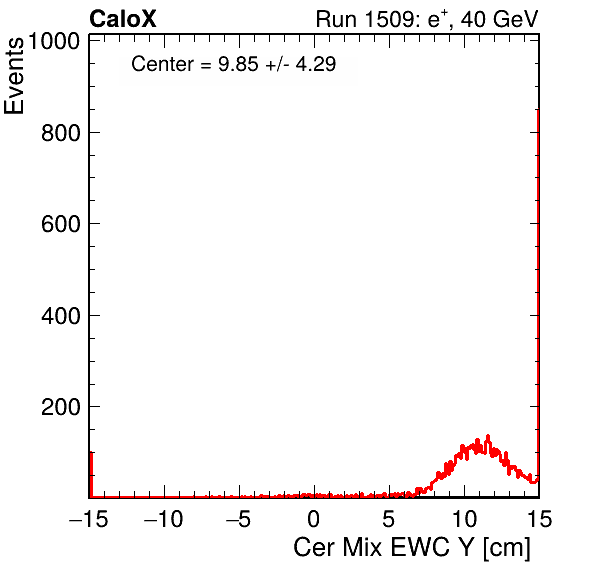 CaloX Run 1509: e⁺, 40 GeV
Center = 9.85 +/- 4.29
Events
1000
800
600
400
200
−15 −10 −5 0 5 10 15
Cer Mix EWC Y [cm]